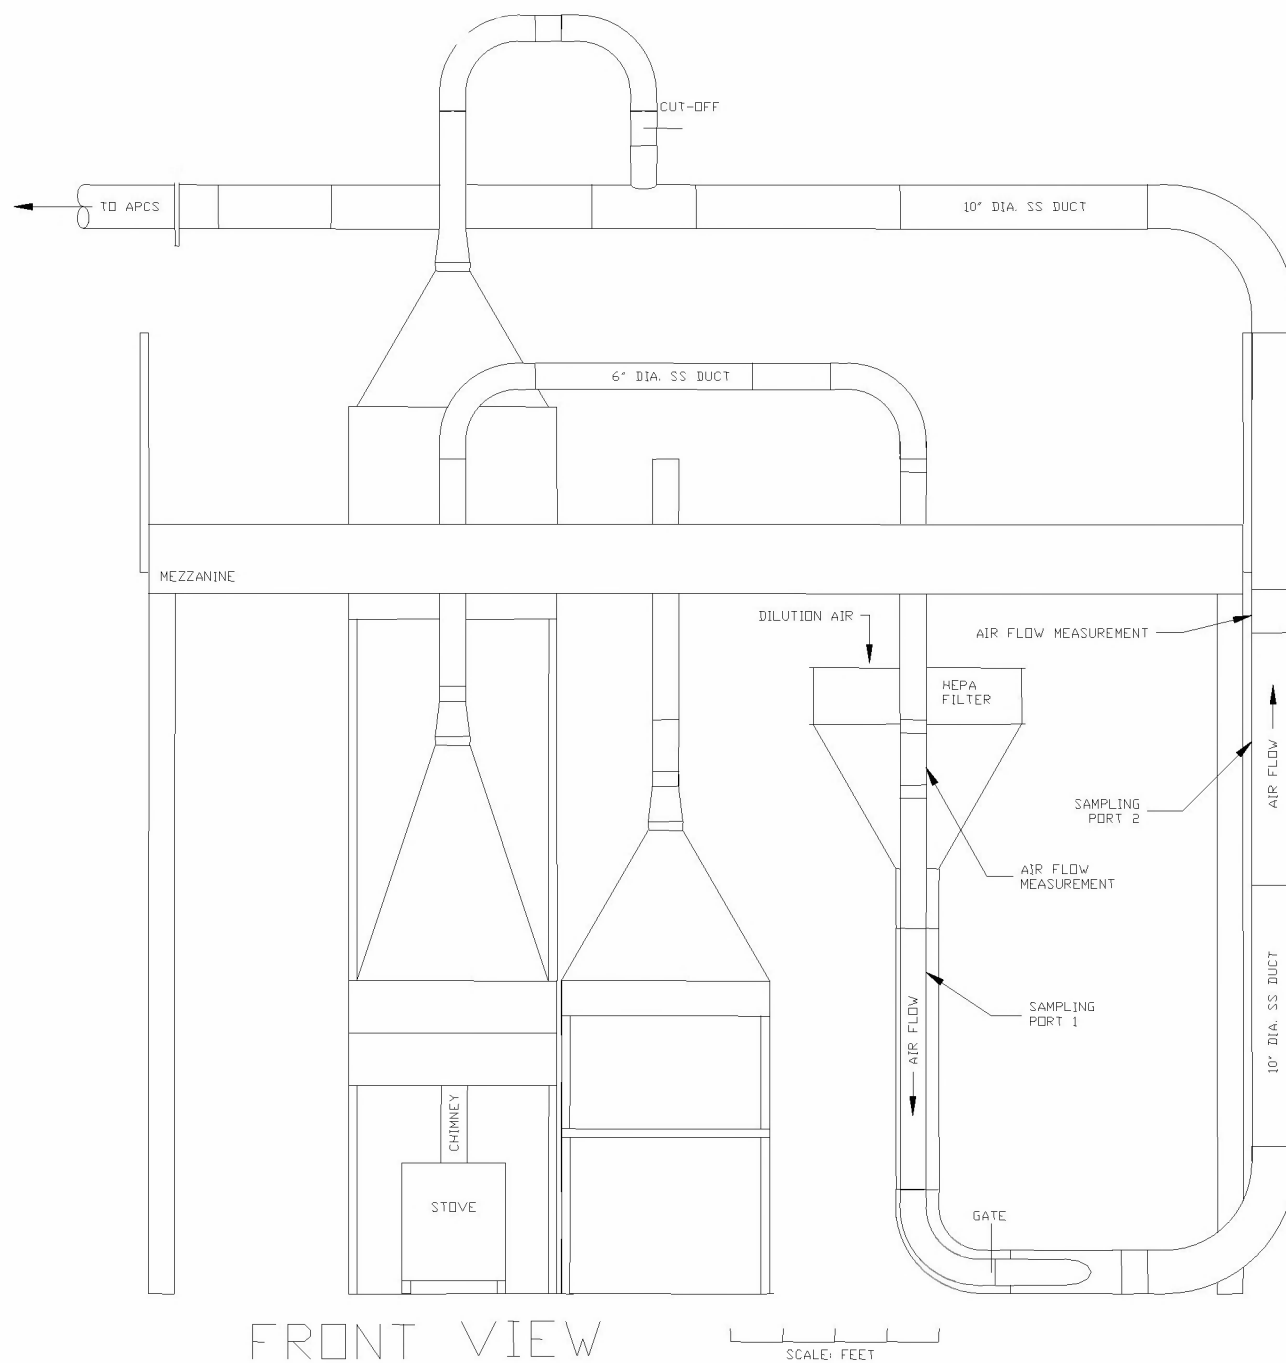 CUT-OFF
TO APCS
10" DIA. SS DUCT
6" DIA. SS DUCT
MEZZANINE
DILUTION AIR
AIR FLOW MEASUREMENT
HEPA
FILTER
AIR FLOW
SAMPLING
PORT 2
AIR FLOW
MEASUREMENT
SAMPLING
PORT 1
AIR FLOW
10" DIA. SS DUCT
CHIMNEY
STOVE
GATE
FRONT VIEW
SCALE: FEET